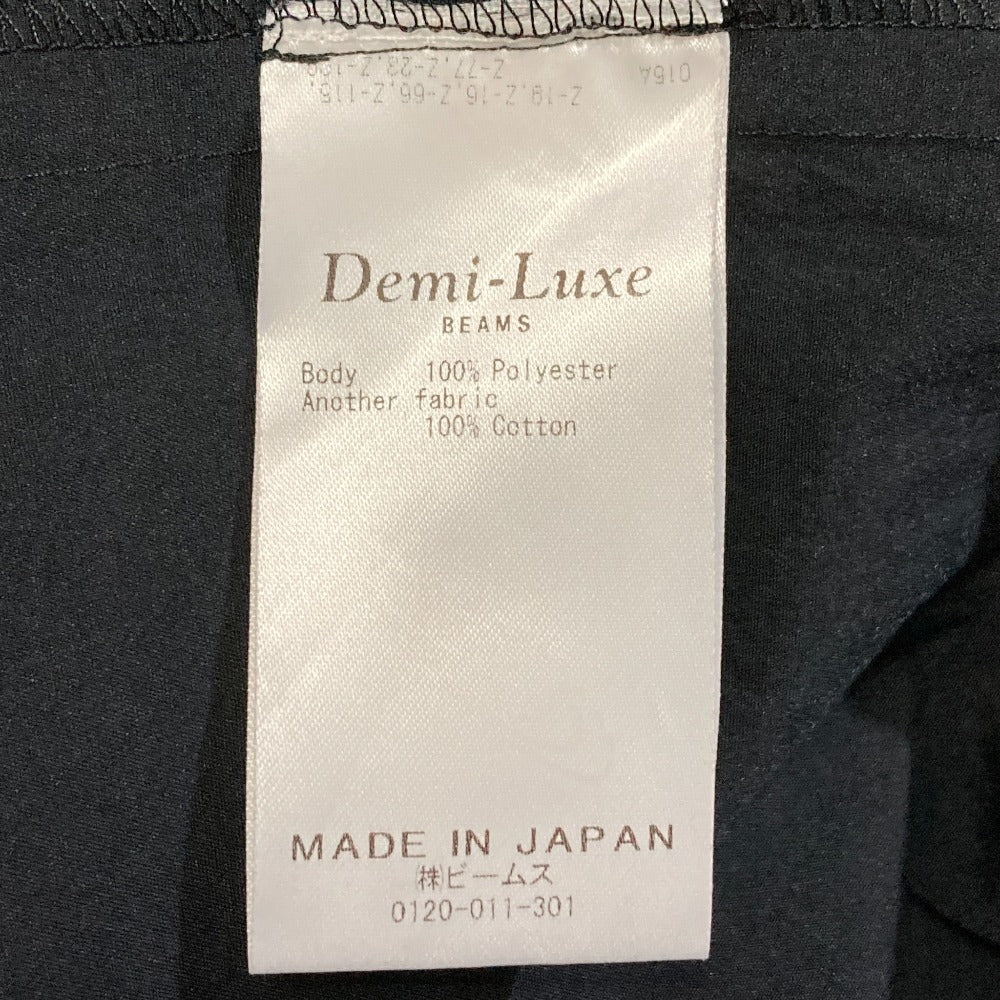 Demi-Luxe
BEAMS
Body 100% Polyester
Another fabric
100% Cotton
MADE IN JAPAN
㈱ビームス
0120-011-301